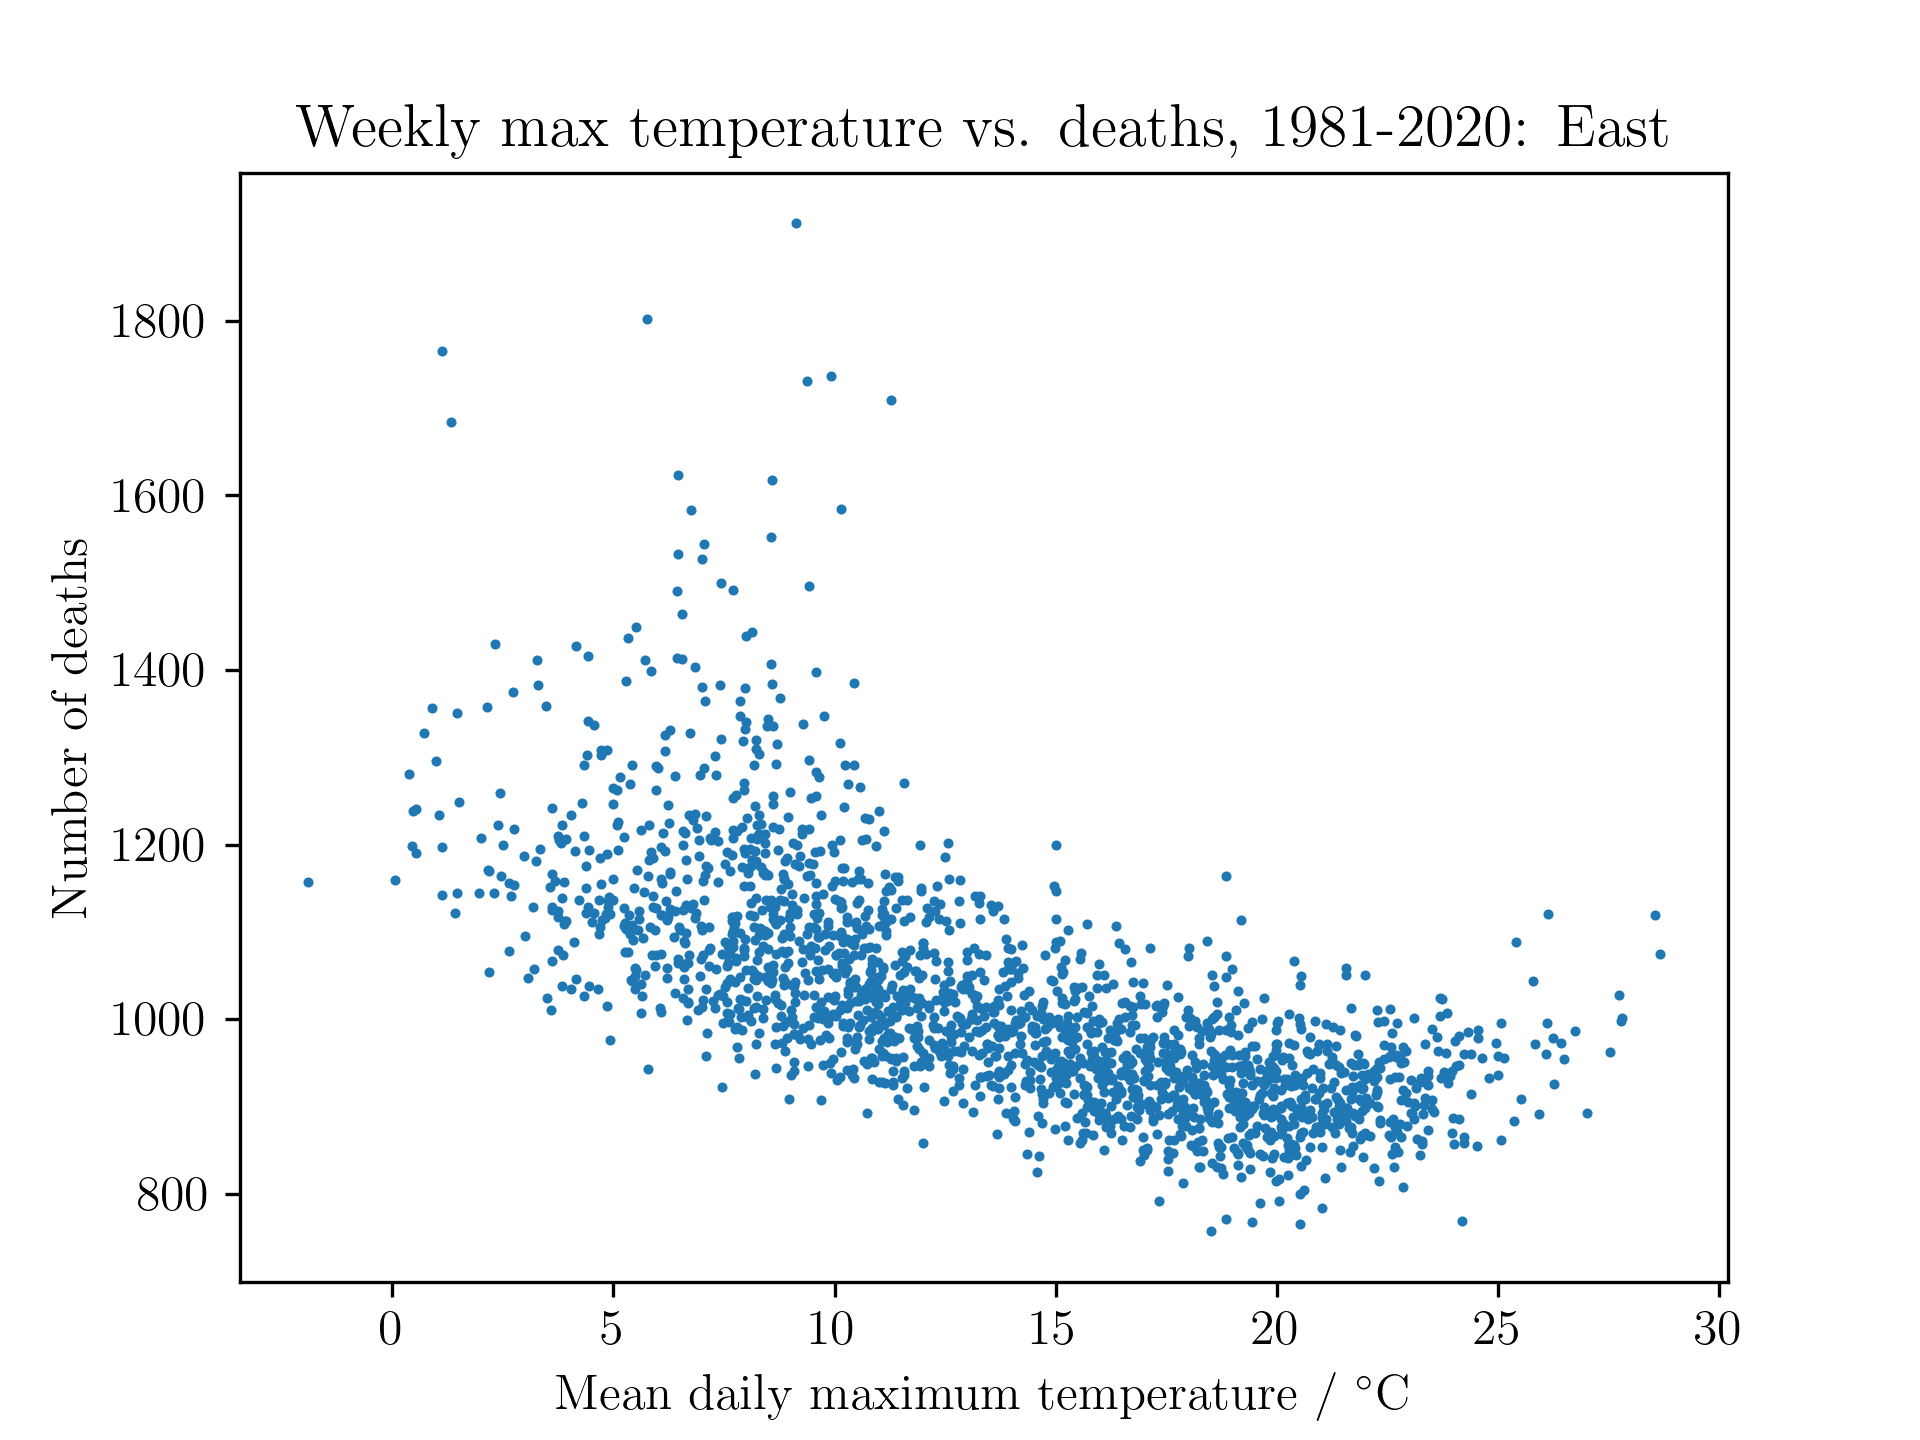 Weekly max temperature vs. deaths, 1981-2020: East
Number of deaths
1800
1600
1400
1200
1000
800
0 5 10 15 20 25 30
Mean daily maximum temperature / °C